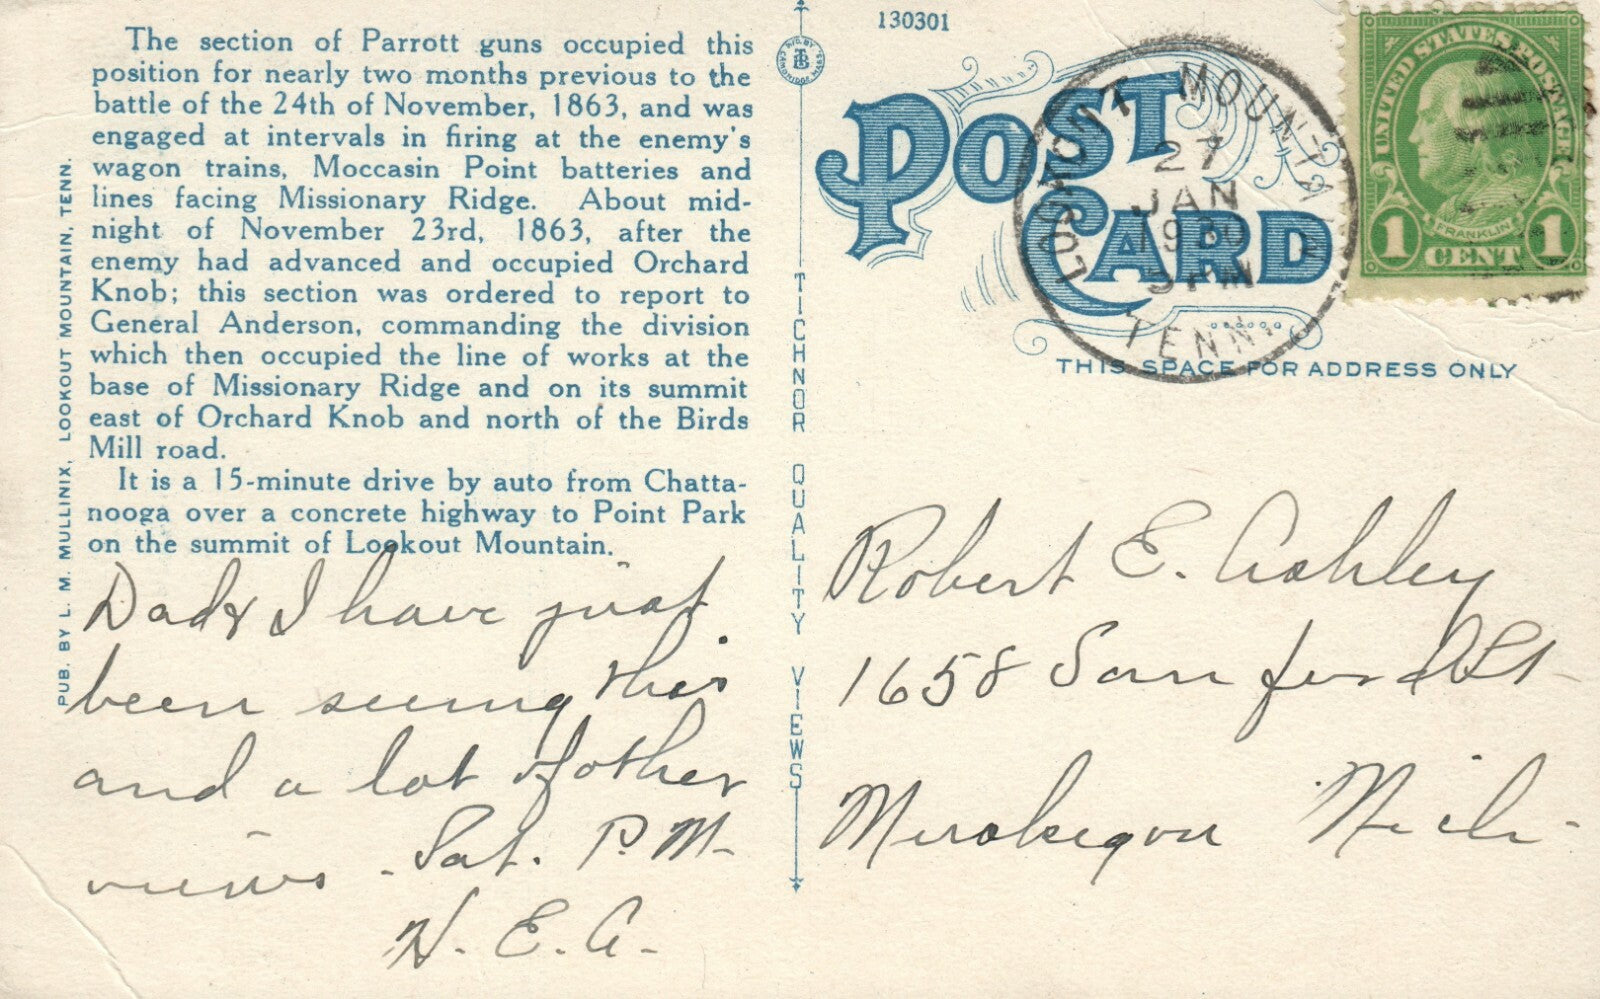 The section of Parrott guns occupied this
position for nearly two months previous to the
battle of the 24th of November, 1863, and was
engaged at intervals in firing at the enemy's
wagon trains, Moccasin Point batteries and
lines facing Missionary Ridge. About mid-
night of November 23rd, 1863, after the
enemy had advanced and occupied Orchard
Knob; this section was ordered to report to
General Anderson, commanding the division
which then occupied the line of works at the
base of Missionary Ridge and on its summit
east of Orchard Knob and north of the Birds
Mill road.
It is a 15-minute drive by auto from Chatta-
nooga over a concrete highway to Point Park
on the summit of Lookout Mountain.
Dad & I have just
been seeing this
and a lot of other
views. Sat. P.M.
H. E. A.
PUB. BY L. M. MULLINIX, LOOKOUT MOUNTAIN, TENN.
MFG. BY
TB
CAMBRIDGE, MASS.
TICHNOR QUALITY VIEWS
130301
POST
CARD
LOOKOUT MOUNTAIN
27
JAN
5 PM
TENN.
UNITED STATES POSTAGE
FRANKLIN
1 CENT 1
THIS SPACE FOR ADDRESS ONLY
Robert E. Ashley
1658 Sanford St
Muskegon Mich-